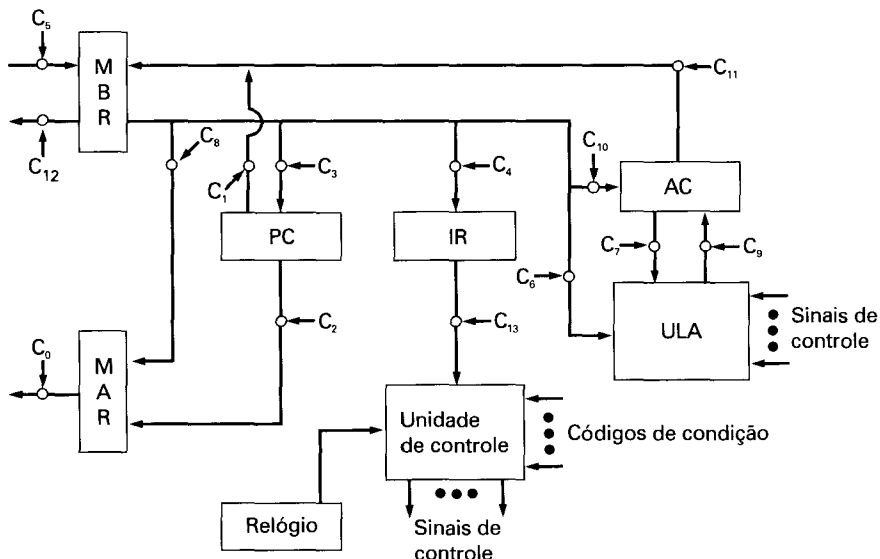 C₅
M
B
R
C₁₁
C₁₂
C₈
C₁
C₃
C₄
C₁₀
AC
PC
IR
C₇
C₉
C₆
C₂
C₁₃
ULA
Sinais de
controle
C₀
M
A
R
Unidade
de controle
Códigos de condição
Relógio
Sinais de
controle